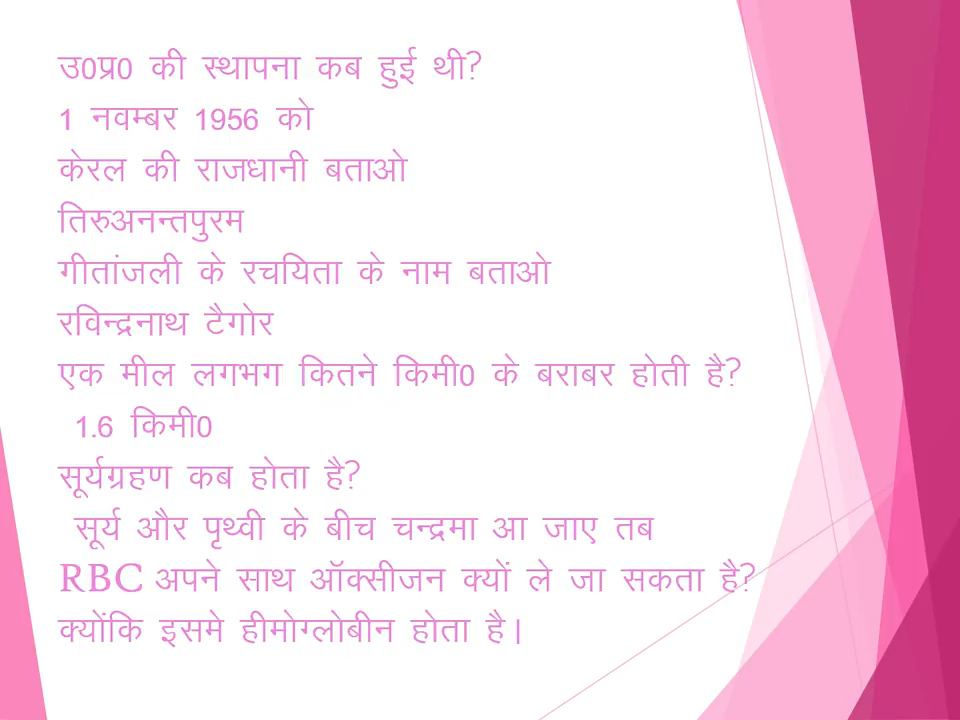 उ0प्र0 की स्थापना कब हुई थी?
1 नवम्बर 1956 को
केरल की राजधानी बताओ
तिरुअनन्तपुरम
गीतांजली के रचयिता के नाम बताओ
रविन्द्रनाथ टैगोर
एक मील लगभग कितने किमी0 के बराबर होती है?
1.6 किमी0
सूर्यग्रहण कब होता है?
सूर्य और पृथ्वी के बीच चन्द्रमा आ जाए तब
RBC अपने साथ ऑक्सीजन क्यों ले जा सकता है?
क्योंकि इसमे हीमोग्लोबीन होता है।